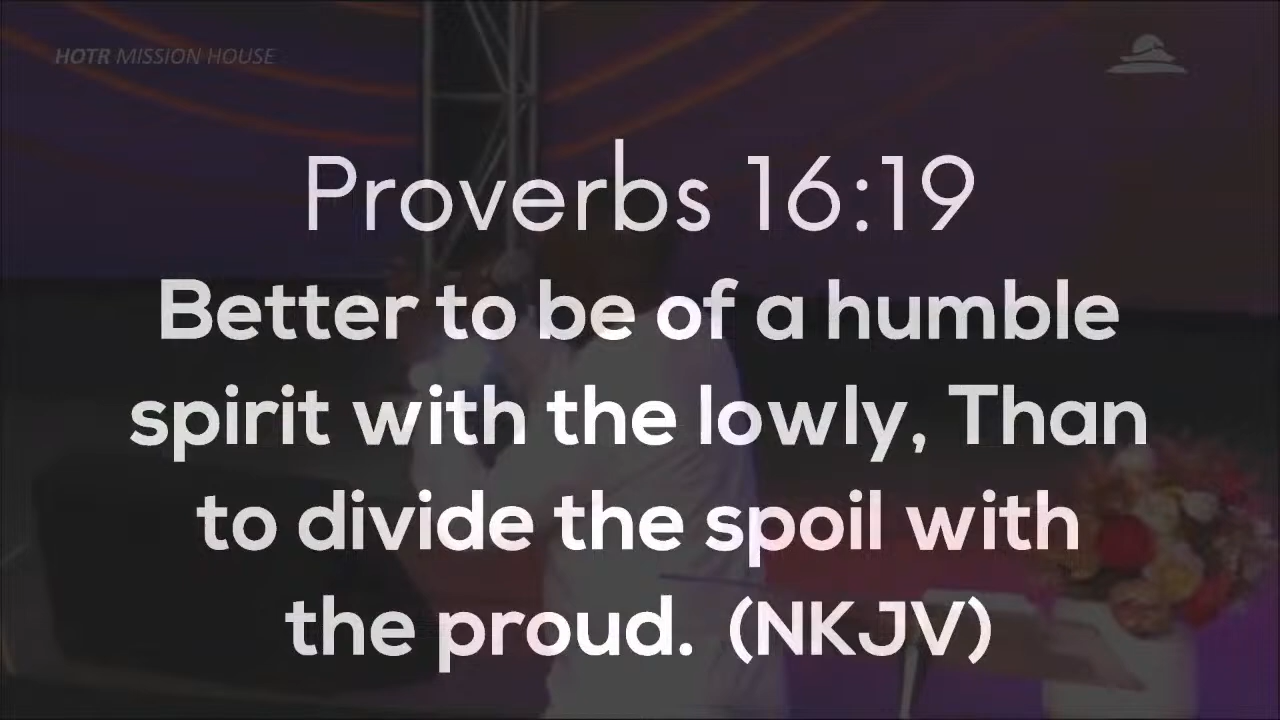 HOTR MISSION HOUSE
Proverbs 16:19
Better to be of a humble
spirit with the lowly, Than
to divide the spoil with
the proud. (NKJV)